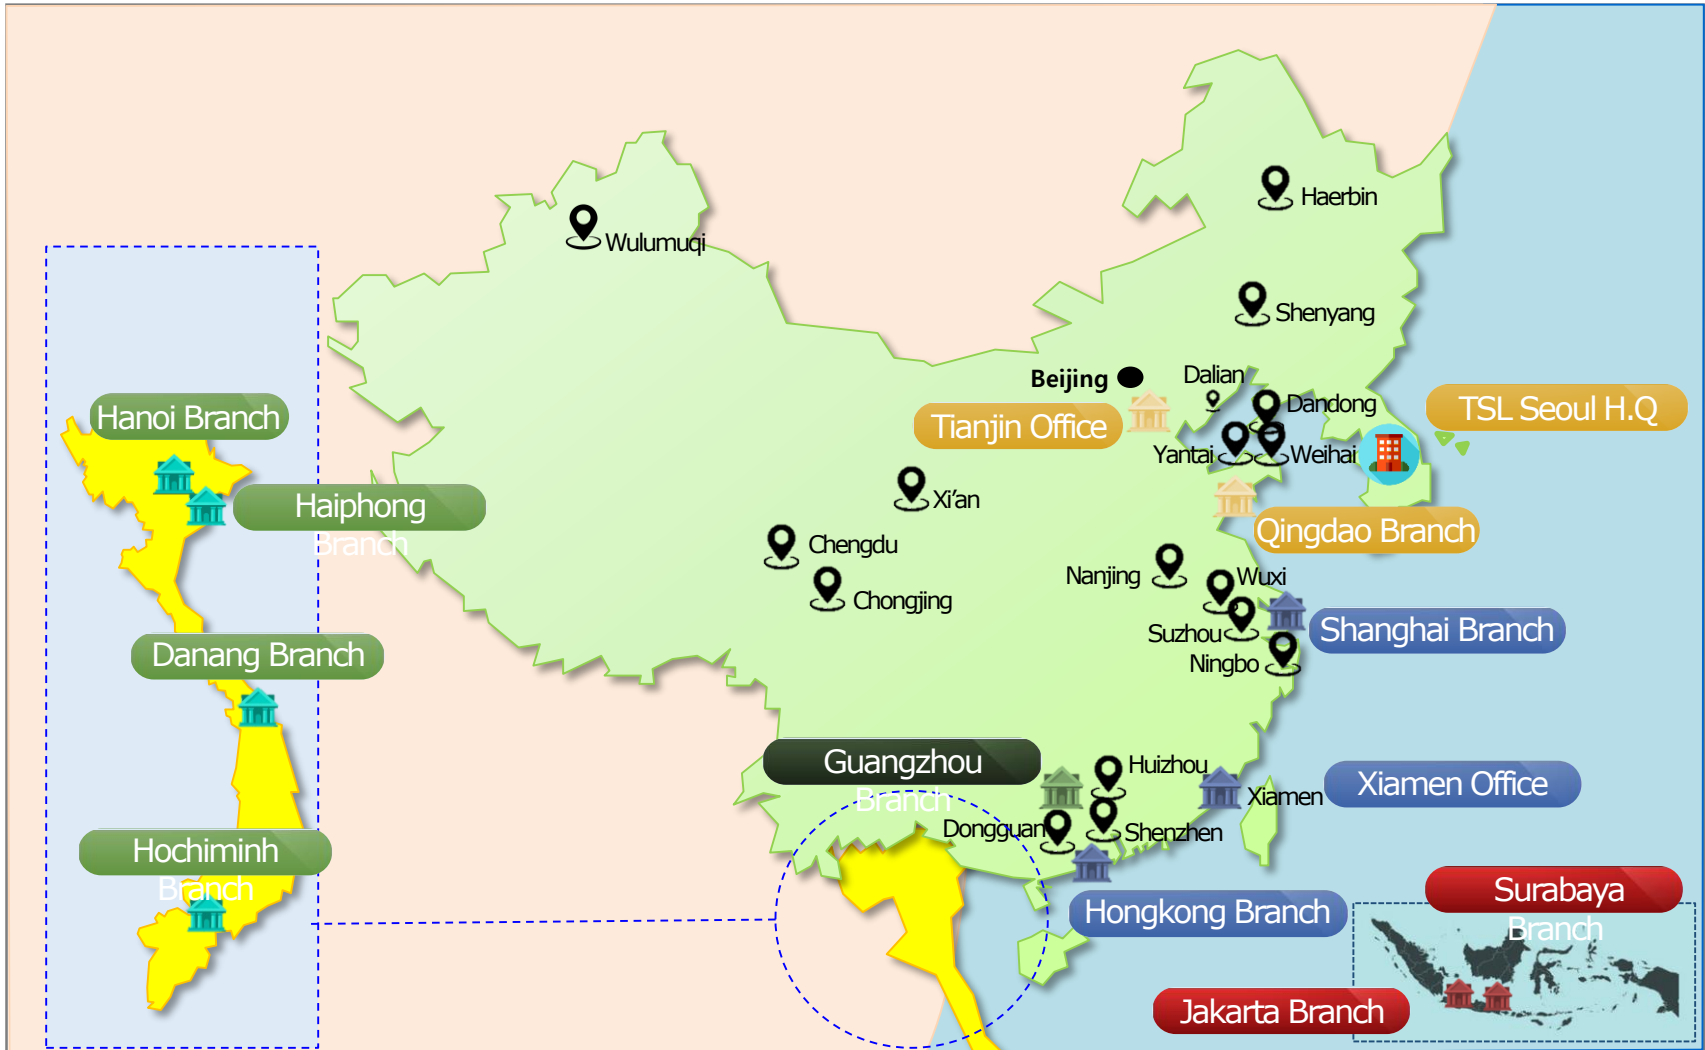 Haerbin
Wulumuqi
Shenyang
Beijing
Dalian
Dandong
TSL Seoul H.Q
Tianjin Office
Hanoi Branch
Yantai
Weihai
Xi'an
Haiphong
Branch
Qingdao Branch
Chengdu
Nanjing
Wuxi
Chongjing
Suzhou
Shanghai Branch
Danang Branch
Ningbo
Guangzhou
Branch
Huizhou
Xiamen
Xiamen Office
Dongguan
Shenzhen
Hochiminh
Branch
Surabaya
Branch
Hongkong Branch
Jakarta Branch